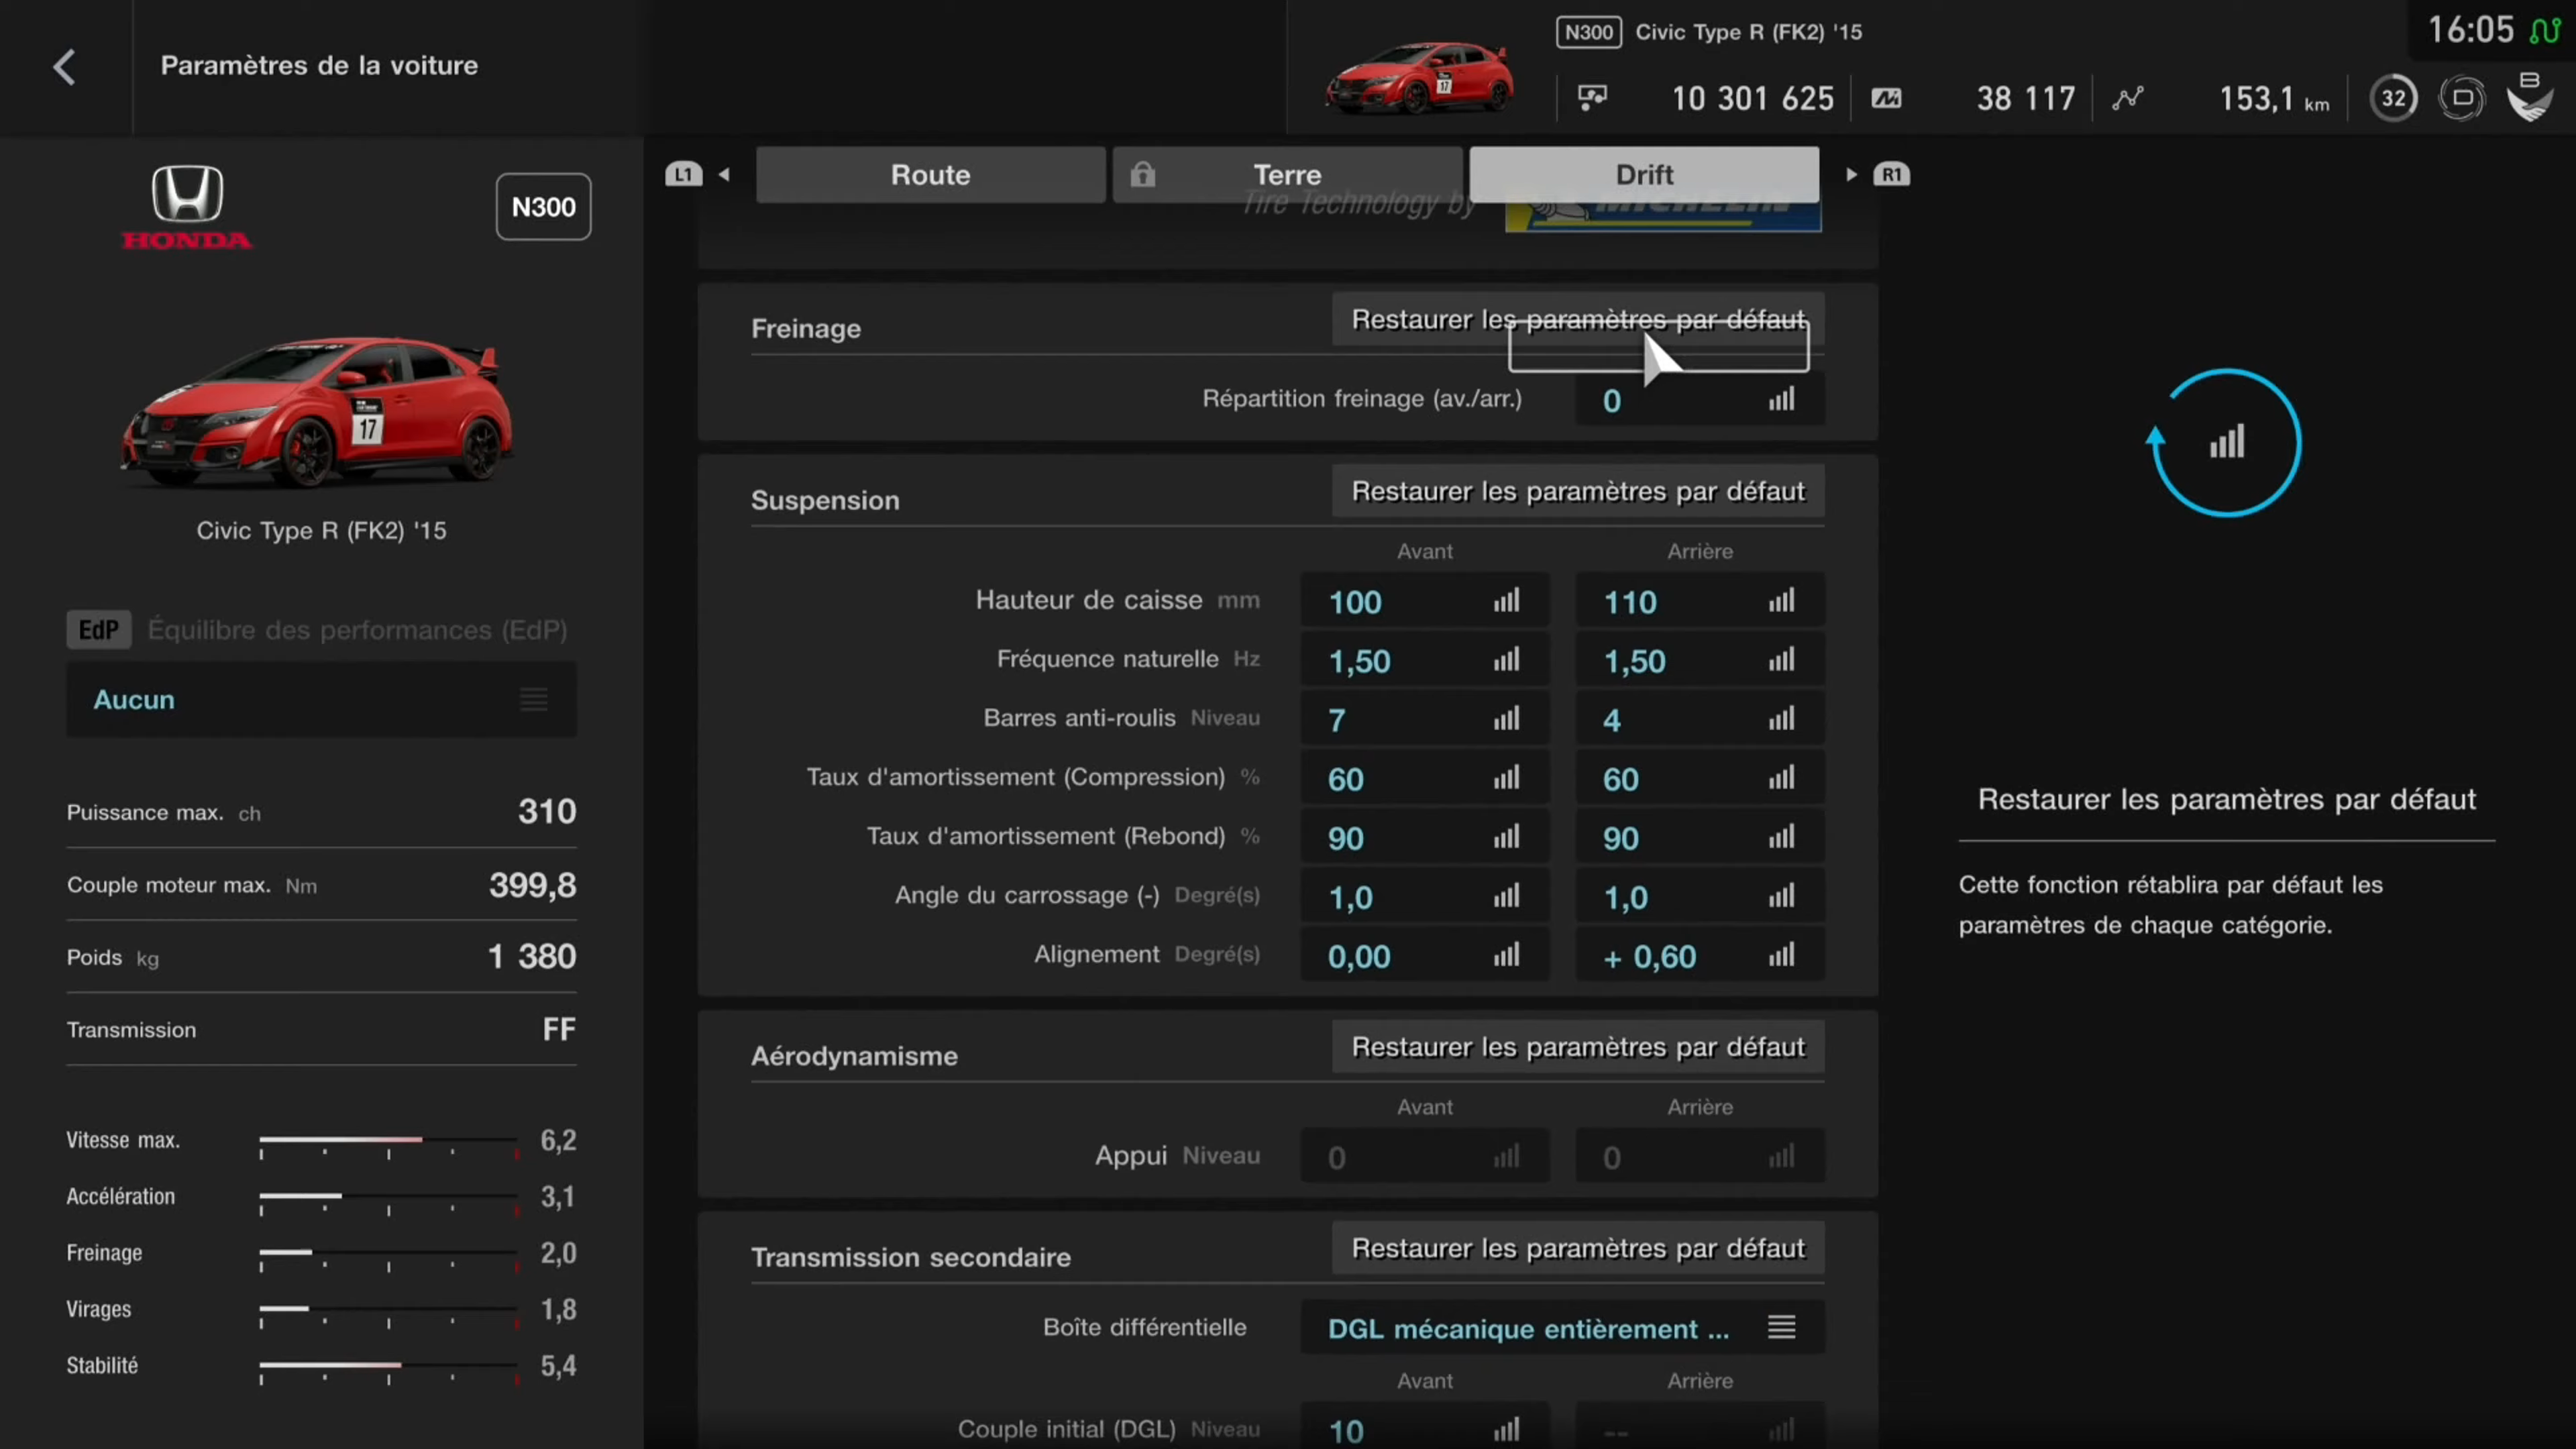 Paramètres de la voiture
N300 Civic Type R (FK2) '15
16:05
10 301 625
38 117
153,1 km
32
D
B
HONDA
N300
17
Civic Type R (FK2) '15
EdP Équilibre des performances (EdP)
Aucun
Puissance max. ch 310
Couple moteur max. Nm 399,8
Poids kg 1 380
Transmission FF
Vitesse max. 6,2
Accélération 3,1
Freinage 2,0
Virages 1,8
Stabilité 5,4
L1 Route Terre Drift R1
Tire Technology by MICHELIN
Freinage Restaurer les paramètres par défaut
Répartition freinage (av./arr.) 0
Suspension Restaurer les paramètres par défaut
Avant Arrière
Hauteur de caisse mm 100 110
Fréquence naturelle Hz 1,50 1,50
Barres anti-roulis Niveau 7 4
Taux d'amortissement (Compression) % 60 60
Taux d'amortissement (Rebond) % 90 90
Angle du carrossage (-) Degré(s) 1,0 1,0
Alignement Degré(s) 0,00 + 0,60
Aérodynamisme Restaurer les paramètres par défaut
Avant Arrière
Appui Niveau 0 0
Transmission secondaire Restaurer les paramètres par défaut
Boîte différentielle DGL mécanique entièrement ...
Avant Arrière
Couple initial (DGL) Niveau 10 --
Restaurer les paramètres par défaut
Cette fonction rétablira par défaut les
paramètres de chaque catégorie.